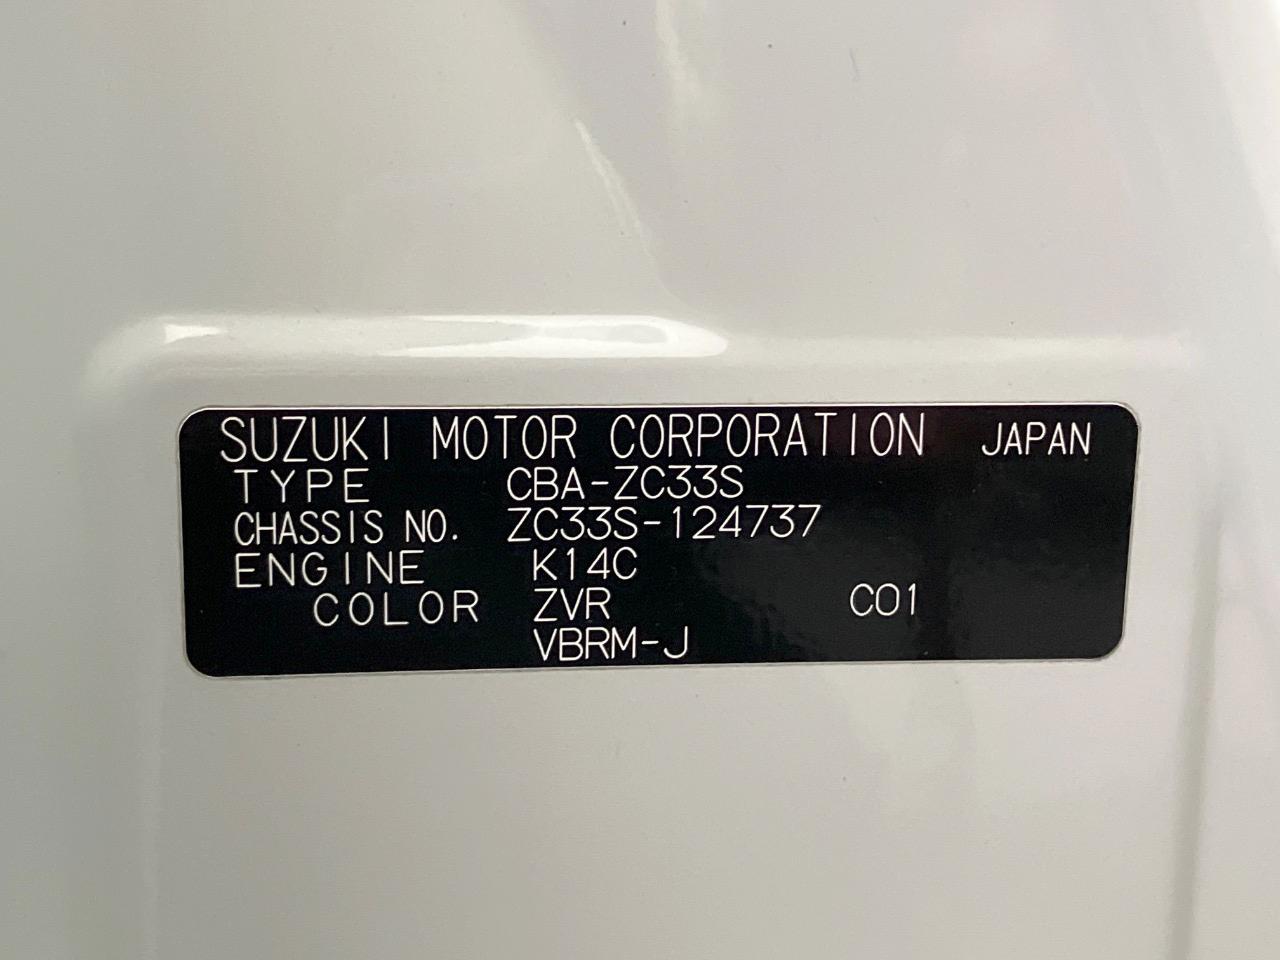 SUZUKI MOTOR CORPORATION JAPAN
TYPE CBA-ZC33S
CHASSIS NO. ZC33S-124737
ENGINE K14C
COLOR ZVR C01
VBRM-J